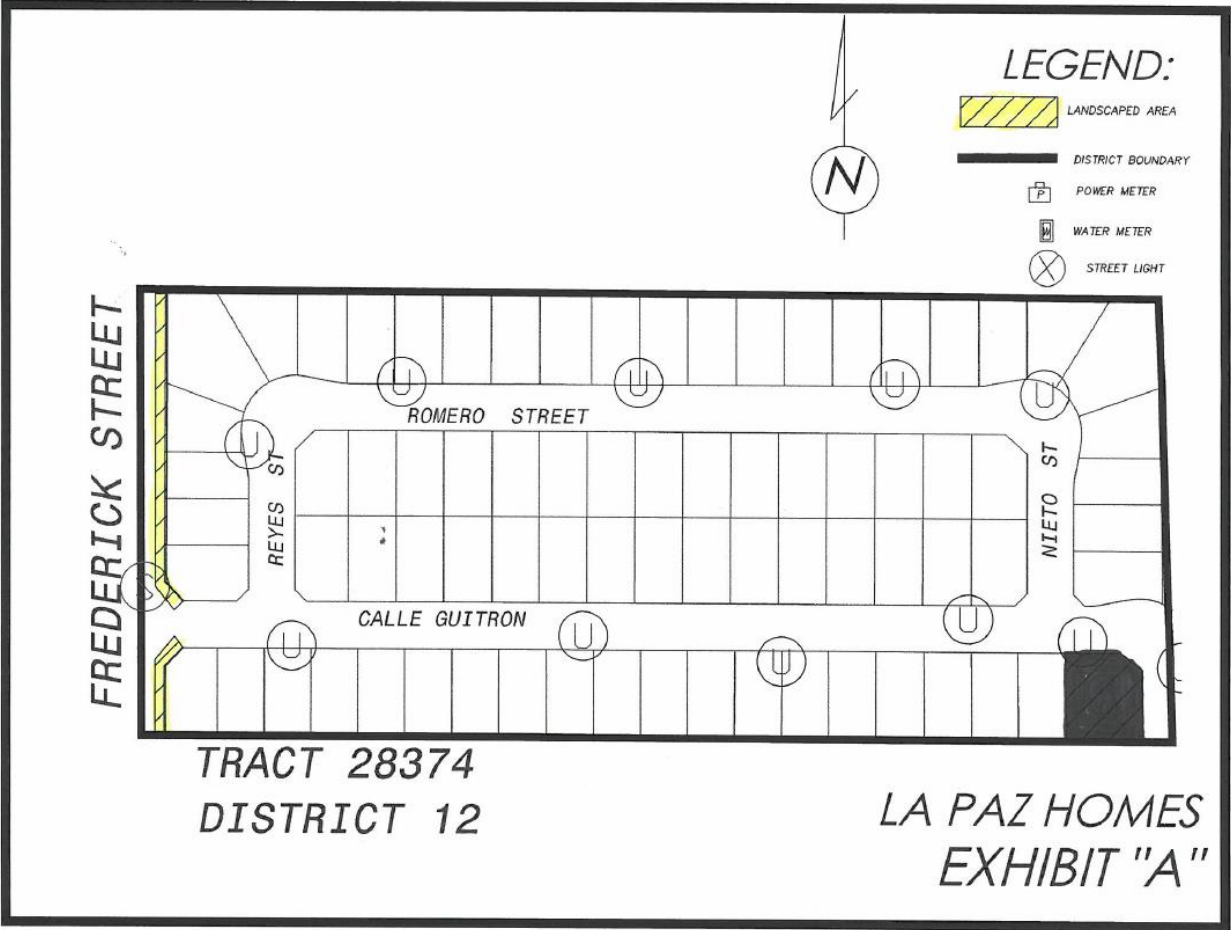 N
LEGEND:
LANDSCAPED AREA
DISTRICT BOUNDARY
P
POWER METER
W
WATER METER
X
STREET LIGHT
FREDERICK STREET
U
U
U
U
U
ROMERO STREET
REYES ST
NIETO ST
S
CALLE GUITRON
U
U
U
U
U
TRACT 28374
DISTRICT 12
LA PAZ HOMES
EXHIBIT "A"